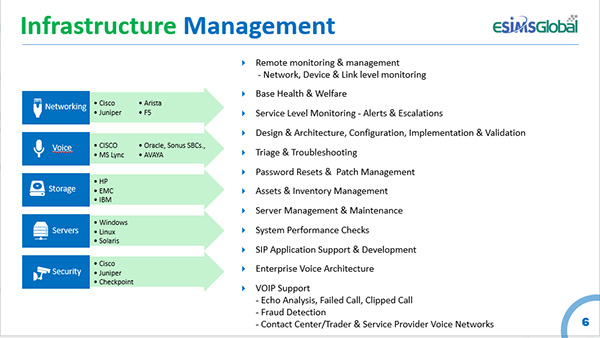 Infrastructure Management
ESIMSGlobal
Networking
• Cisco
• Juniper
• Arista
• F5
Voice
• CISCO
• MS Lync
• Oracle, Sonus SBCs.,
• AVAYA
Storage
• HP
• EMC
• IBM
Servers
• Windows
• Linux
• Solaris
Security
• Cisco
• Juniper
• Checkpoint
Remote monitoring & management
- Network, Device & Link level monitoring
Base Health & Welfare
Service Level Monitoring - Alerts & Escalations
Design & Architecture, Configuration, Implementation & Validation
Triage & Troubleshooting
Password Resets & Patch Management
Assets & Inventory Management
Server Management & Maintenance
System Performance Checks
SIP Application Support & Development
Enterprise Voice Architecture
VOIP Support
- Echo Analysis, Failed Call, Clipped Call
- Fraud Detection
- Contact Center/Trader & Service Provider Voice Networks
6